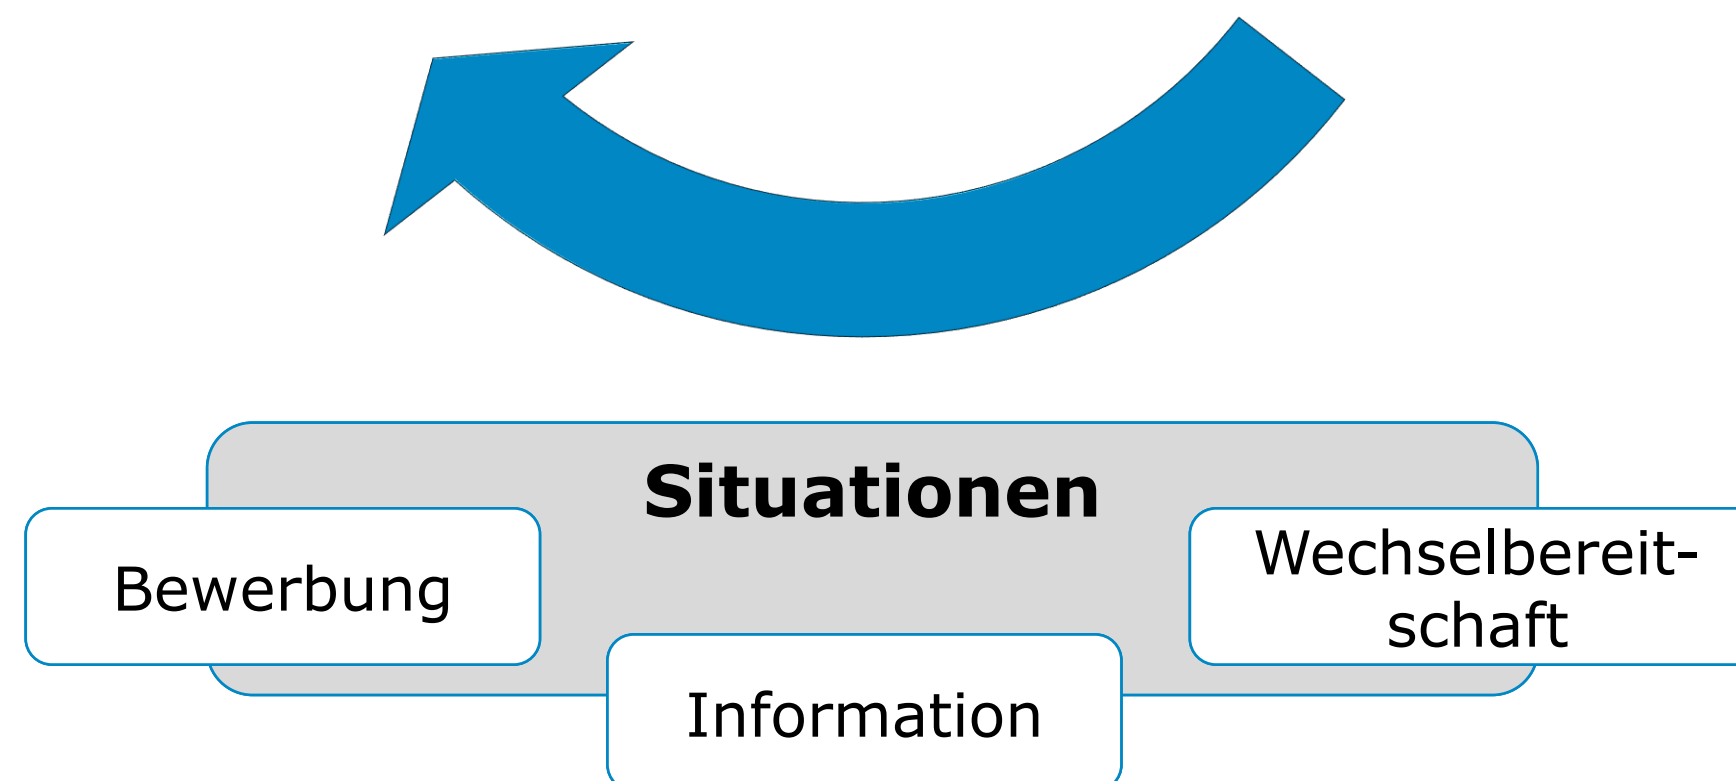 Situationen
Bewerbung
Wechselbereit-
schaft
Information